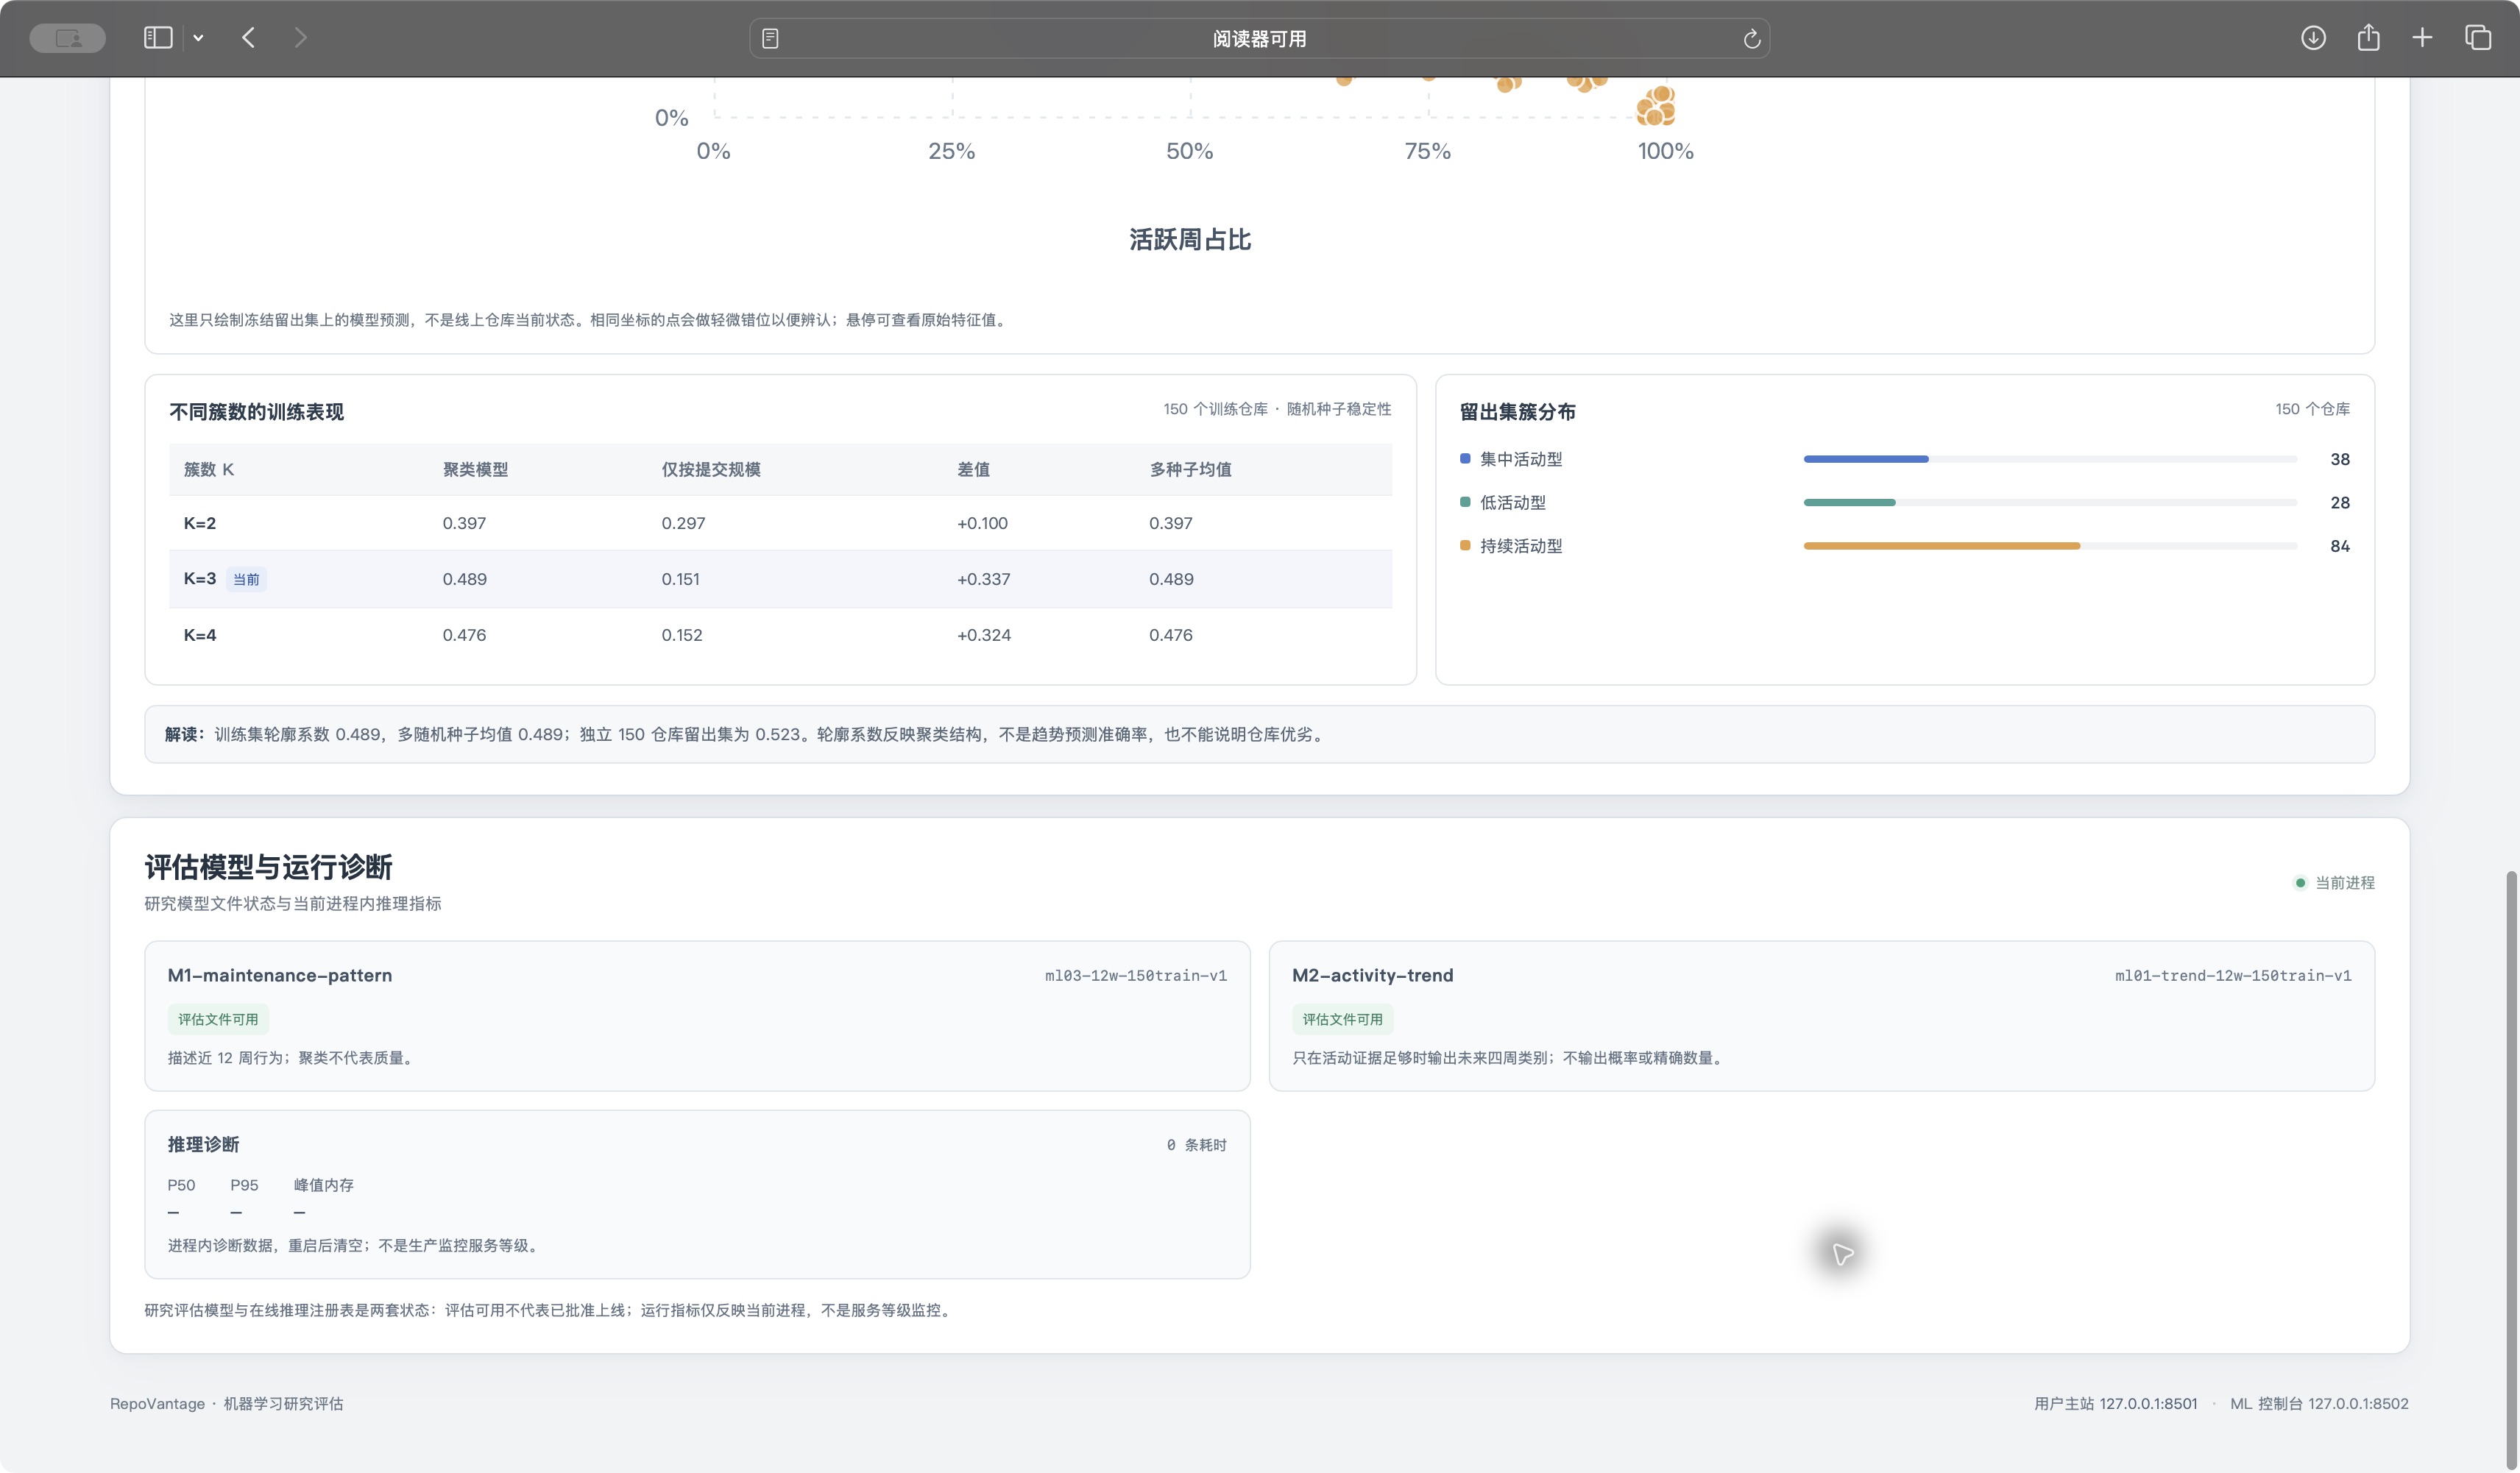 阅读器可用
0%
0% 25% 50% 75% 100%
活跃周占比
这里只绘制冻结留出集上的模型预测，不是线上仓库当前状态。相同坐标的点会做轻微错位以便辨认；悬停可查看原始特征值。
不同簇数的训练表现 150 个训练仓库 · 随机种子稳定性
簇数 K 聚类模型 仅按提交规模 差值 多种子均值
K=2 0.397 0.297 +0.100 0.397
K=3 当前 0.489 0.151 +0.337 0.489
K=4 0.476 0.152 +0.324 0.476
留出集簇分布 150 个仓库
集中活动型 38
低活动型 28
持续活动型 84
解读：训练集轮廓系数 0.489，多随机种子均值 0.489；独立 150 仓库留出集为 0.523。轮廓系数反映聚类结构，不是趋势预测准确率，也不能说明仓库优劣。
评估模型与运行诊断
研究模型文件状态与当前进程内推理指标
当前进程
M1-maintenance-pattern ml03-12w-150train-v1
评估文件可用
描述近 12 周行为；聚类不代表质量。
M2-activity-trend ml01-trend-12w-150train-v1
评估文件可用
只在活动证据足够时输出未来四周类别；不输出概率或精确数量。
推理诊断 0 条耗时
P50 P95 峰值内存
— — —
进程内诊断数据，重启后清空；不是生产监控服务等级。
研究评估模型与在线推理注册表是两套状态：评估可用不代表已批准上线；运行指标仅反映当前进程，不是服务等级监控。
RepoVantage · 机器学习研究评估
用户主站 127.0.0.1:8501 · ML 控制台 127.0.0.1:8502